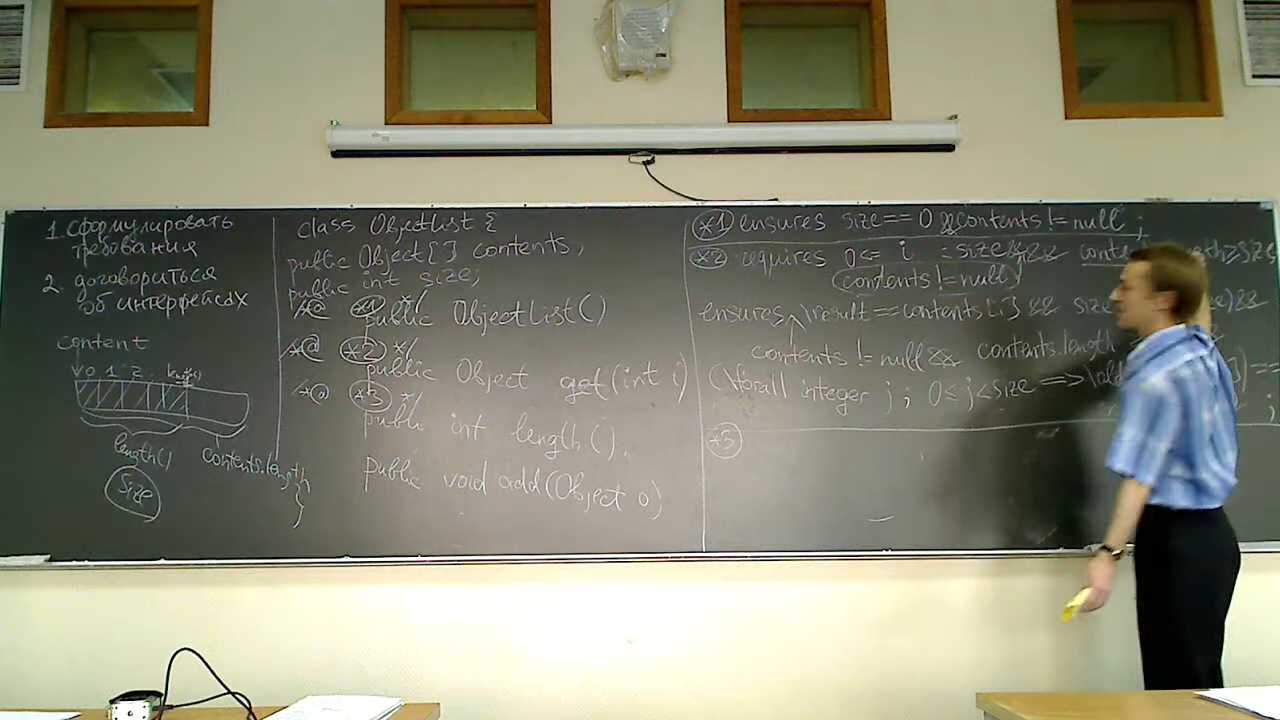 1. сформулировать
требования
2. договориться
об интерфейсах
content
0 1 2
length()
contents.length
size
class ObjectList {
public Object[] contents;
public int size;
/*@ *1 */
public ObjectList()
*@ *2 */
public Object get(int i)
*@ *3 */
public int length();
public void add(Object o)
}
*1 ensures size == 0 && contents != null ;
*2 requires 0 ≤ i size && ≥ size
(contents != null)
ensures \result == contents [i] && &&
contents != null && contents.length
(\forall integer j ; 0 ≤ j < size ==> ==
;
*3